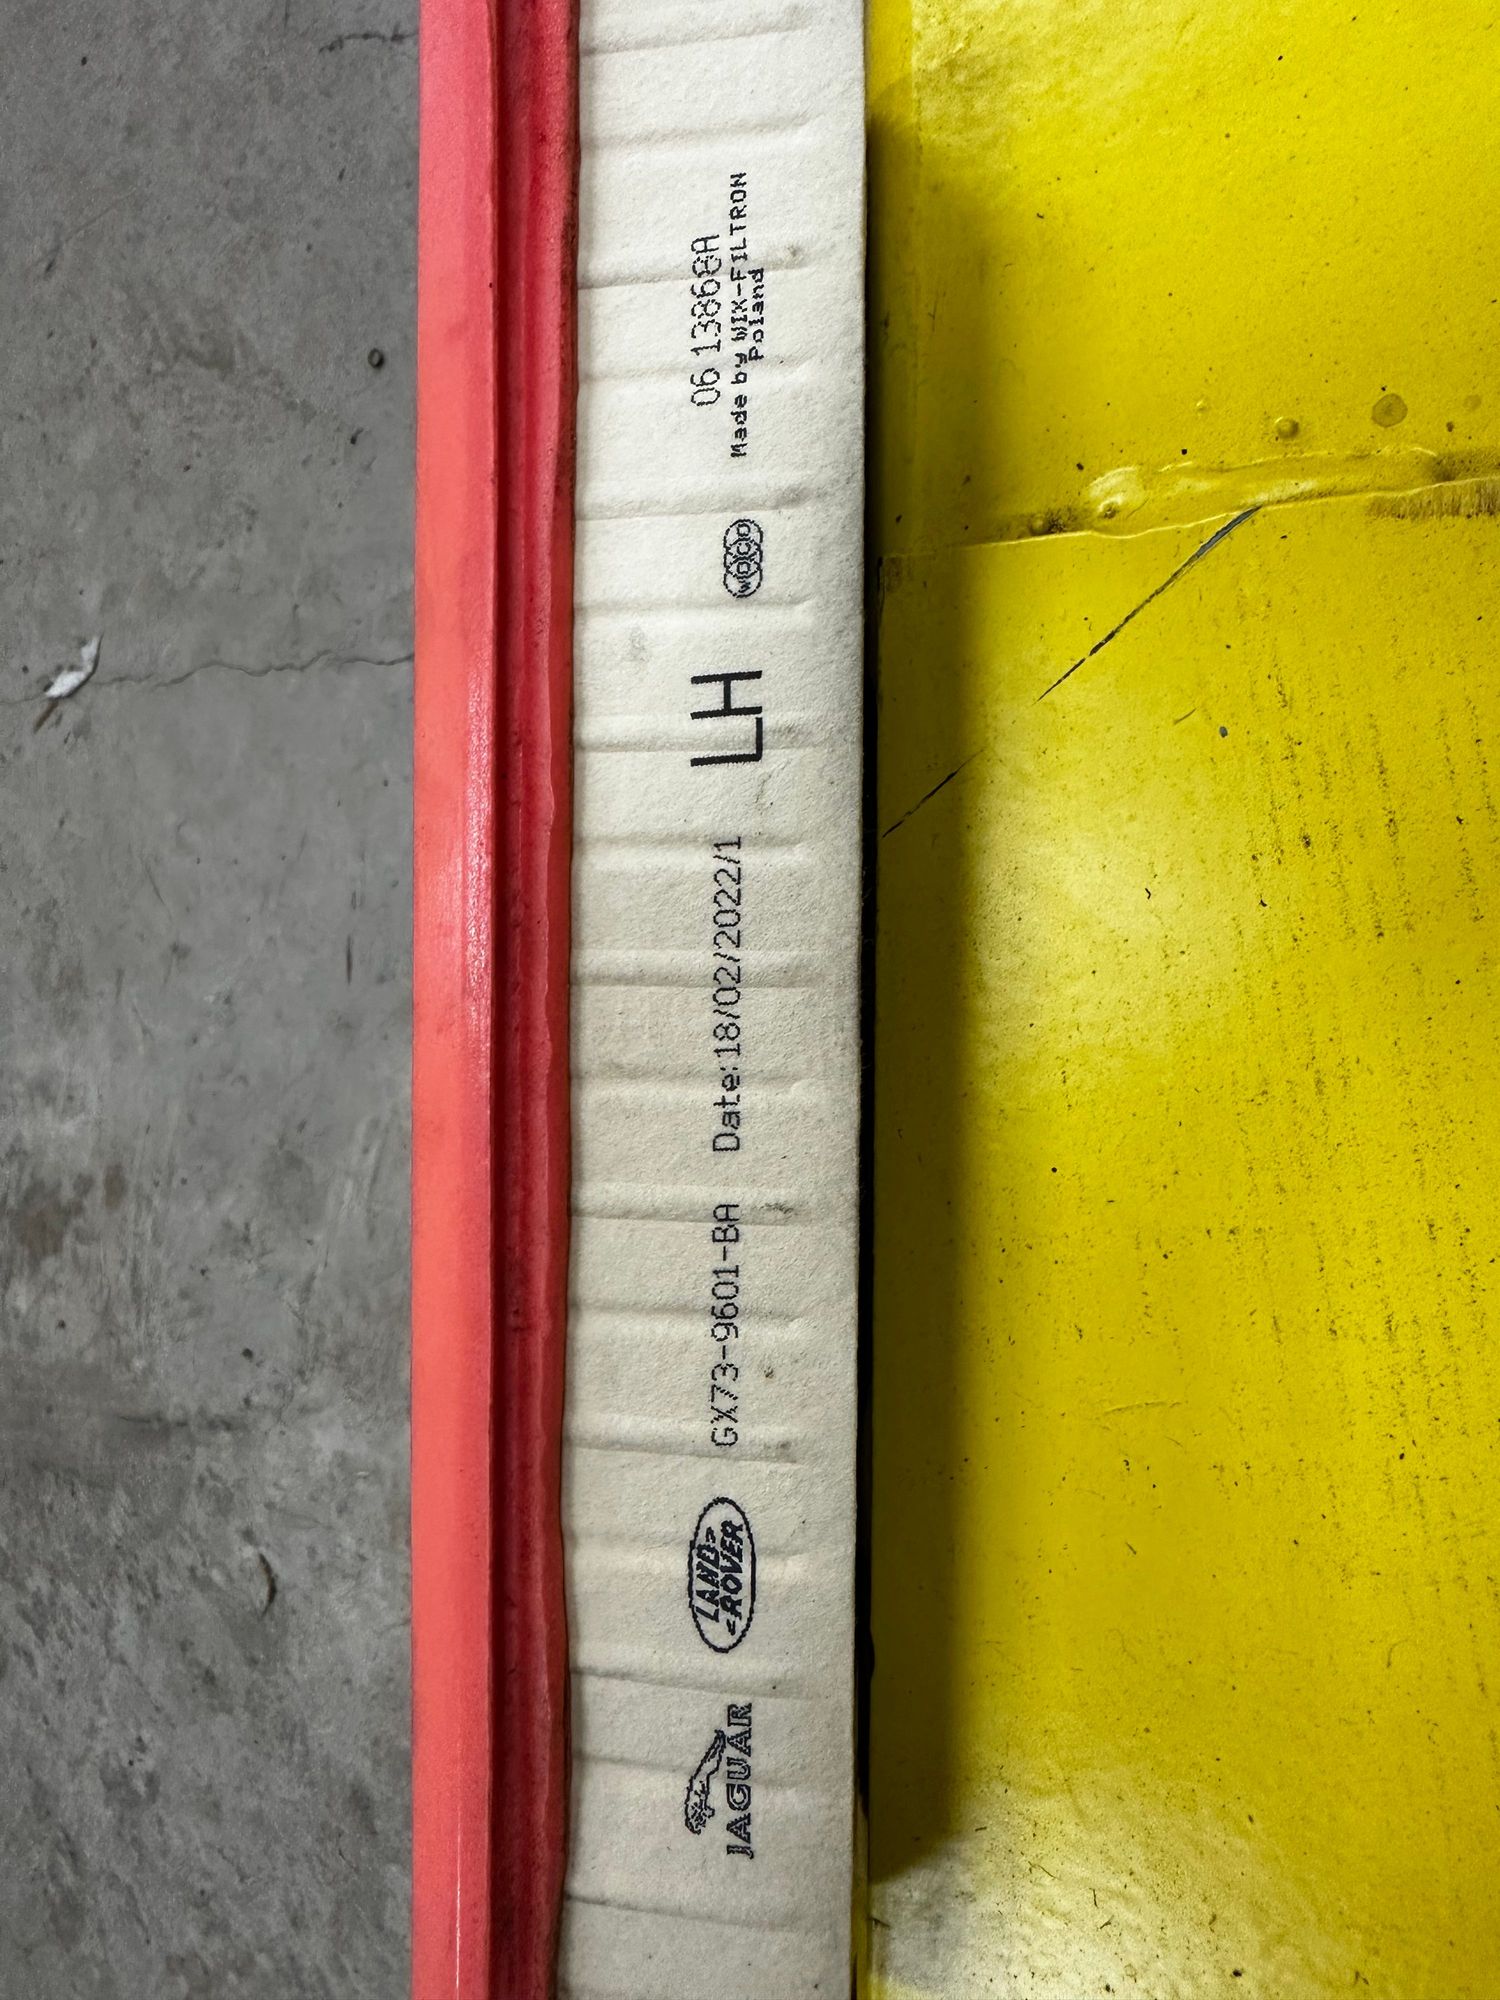 JAGUAR
LAND
ROVER
GX73-9601-BA
Date:18/02/2022/1
LH
WOCO
06 13868A
Made by WIX-FILTRON
Poland